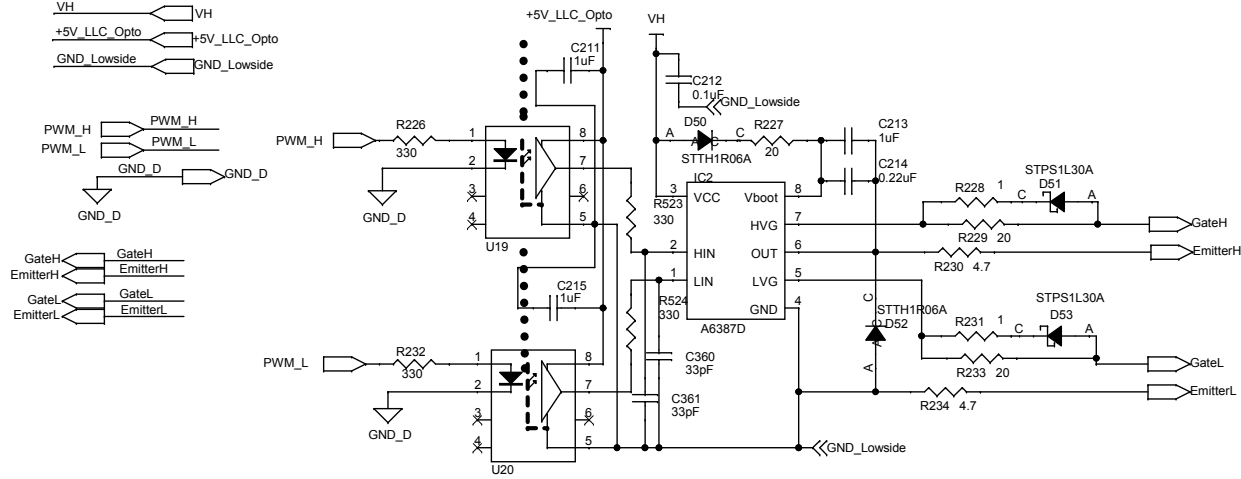 VH
VH
+5V_LLC_Opto
+5V_LLC_Opto
GND_Lowside
GND_Lowside
PWM_H
PWM_H
PWM_L
PWM_L
GND_D
GND_D
GND_D
GateH
GateH
EmitterH
EmitterH
GateL
GateL
EmitterL
EmitterL
+5V_LLC_Opto
VH
C211
1uF
C212
0.1uF
GND_Lowside
PWM_H
R226
330
1
2
3
4
8
7
6
5
U19
GND_D
D50
A
A
C
C
STTH1R06A
R227
20
C213
1uF
C214
0.22uF
IC2
3
VCC
Vboot
8
HVG
7
2
HIN
OUT
6
1
LIN
LVG
5
GND
4
A6387D
R523
330
R524
330
R228
1
C
D51
STPS1L30A
A
R229
20
GateH
R230
4.7
EmitterH
C215
1uF
C
C
STTH1R06A
D52
A
A
STPS1L30A
R231
1
C
D53
A
R233
20
GateL
R234
4.7
EmitterL
PWM_L
R232
330
1
2
3
4
8
7
6
5
U20
GND_D
C360
33pF
C361
33pF
GND_Lowside